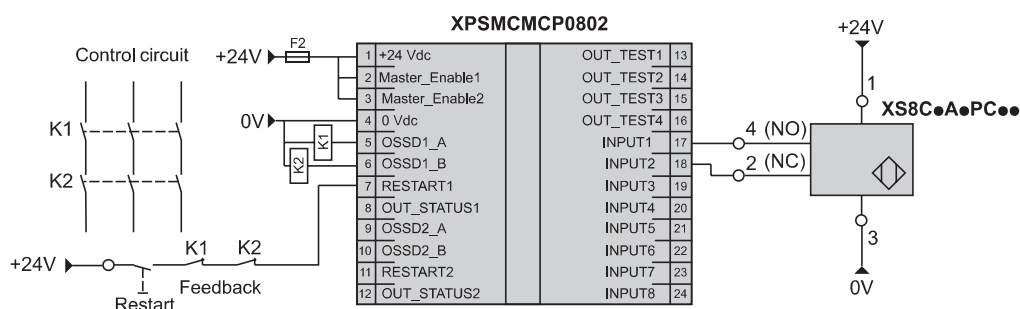 XPSMCMCP0802
+24V
F2
Control circuit
+24V
1 +24 Vdc OUT_TEST1 13
2 Master_Enable1 OUT_TEST2 14
3 Master_Enable2 OUT_TEST3 15
1
XS8C●A●PC●●
0V 4 0 Vdc OUT_TEST4 16
K1 K1 5 OSSD1_A INPUT1 17 4 (NO)
K2 K2 6 OSSD1_B INPUT2 18 2 (NC)
7 RESTART1 INPUT3 19
8 OUT_STATUS1 INPUT4 20
9 OSSD2_A INPUT5 21
3
K1 K2
10 OSSD2_B INPUT6 22
+24V
11 RESTART2 INPUT7 23
Feedback
0V
Restart
12 OUT_STATUS2 INPUT8 24